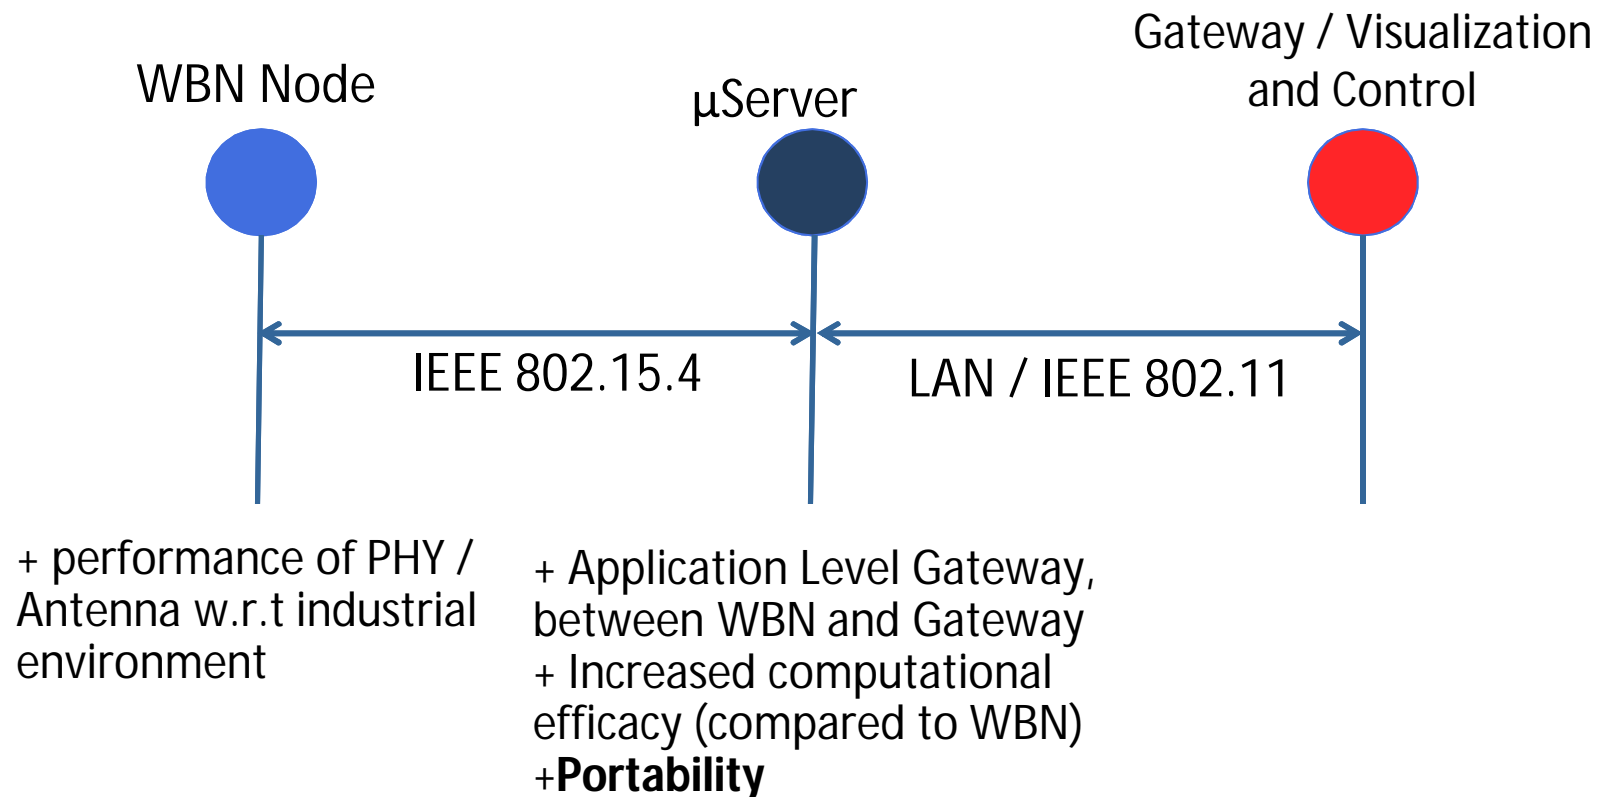 WBN Node
µServer
Gateway / Visualization
and Control
IEEE 802.15.4
LAN / IEEE 802.11
+ performance of PHY /
Antenna w.r.t industrial
environment
+ Application Level Gateway,
between WBN and Gateway
+ Increased computational
efficacy (compared to WBN)
+Portability